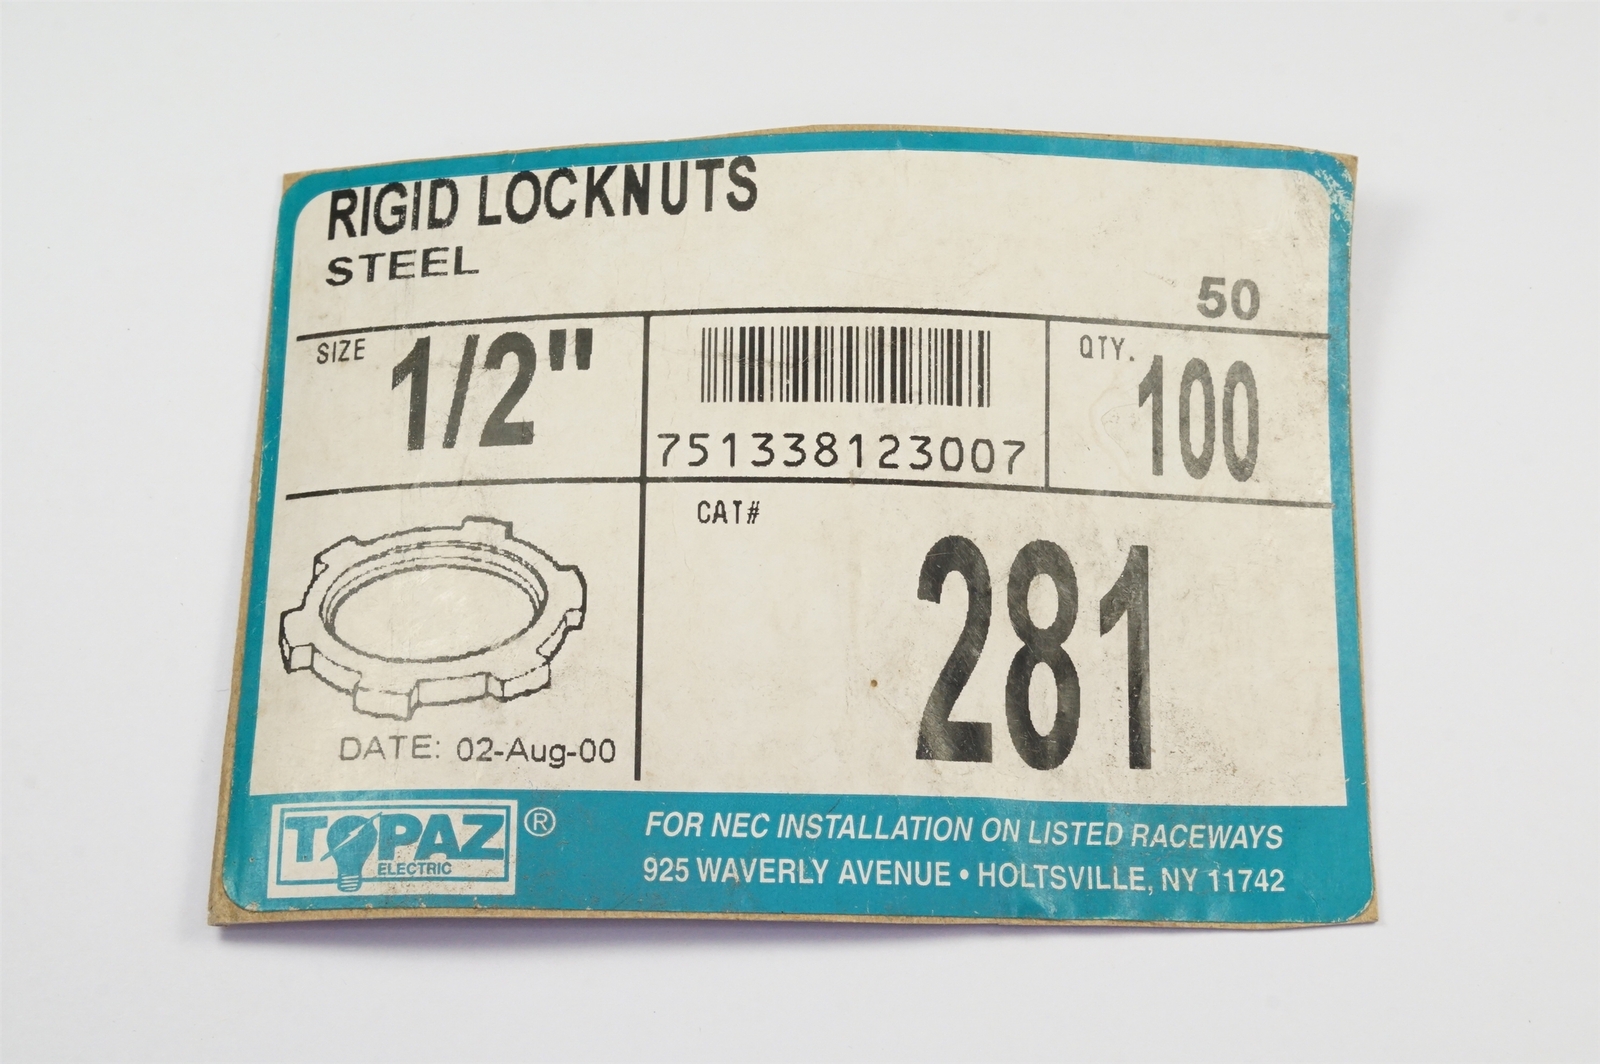 RIGID LOCKNUTS
STEEL
50
SIZE 1/2"
751338123007
QTY. 100
CAT#
281
DATE: 02-Aug-00
TOPAZ ®
ELECTRIC
FOR NEC INSTALLATION ON LISTED RACEWAYS
925 WAVERLY AVENUE • HOLTSVILLE, NY 11742